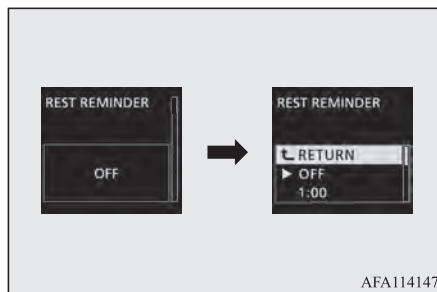 REST REMINDER
OFF
REST REMINDER
RETURN
OFF
1:00
AFA114147